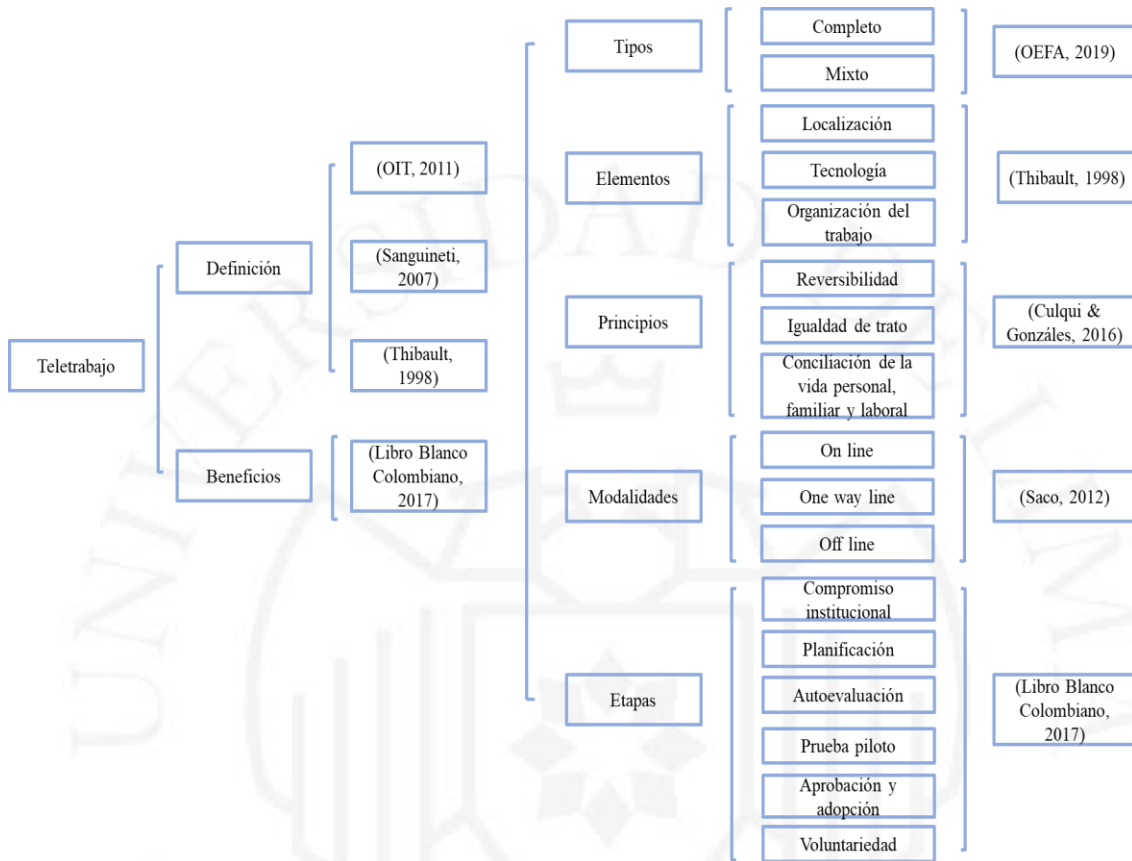 Teletrabajo
Definición
Beneficios
(OIT, 2011)
(Sanguineti,
2007)
(Thibault,
1998)
(Libro Blanco
Colombiano,
2017)
Tipos
Completo
Mixto
(OEFA, 2019)
Elementos
Localización
Tecnología
Organización del
trabajo
(Thibault, 1998)
Principios
Reversibilidad
Igualdad de trato
Conciliación de la
vida personal,
familiar y laboral
(Culqui &
Gonzáles, 2016)
Modalidades
On line
One way line
Off line
(Saco, 2012)
Etapas
Compromiso
institucional
Planificación
Autoevaluación
Prueba piloto
Aprobación y
adopción
Voluntariedad
(Libro Blanco
Colombiano,
2017)
UNIVERSIDAD DE LIMA